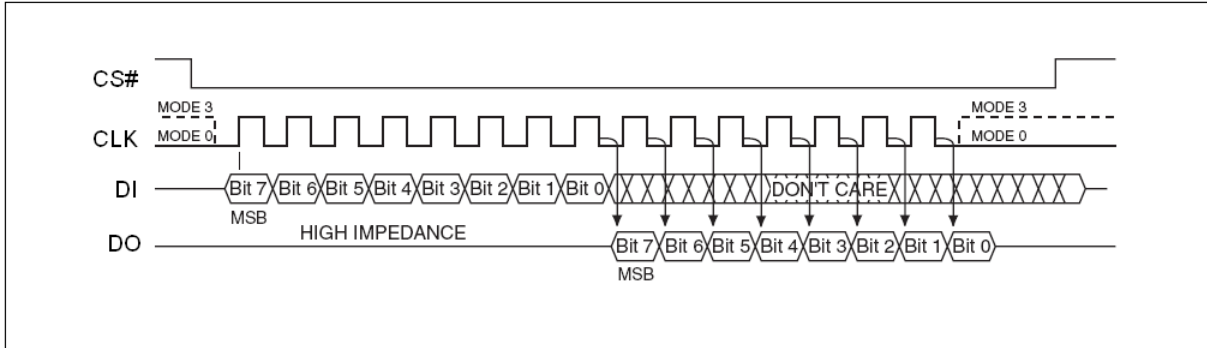 CS#
MODE 3 MODE 3
CLK MODE 0 MODE 0
DI Bit 7 Bit 6 Bit 5 Bit 4 Bit 3 Bit 2 Bit 1 Bit 0 DON'T CARE
MSB
HIGH IMPEDANCE
DO Bit 7 Bit 6 Bit 5 Bit 4 Bit 3 Bit 2 Bit 1 Bit 0
MSB